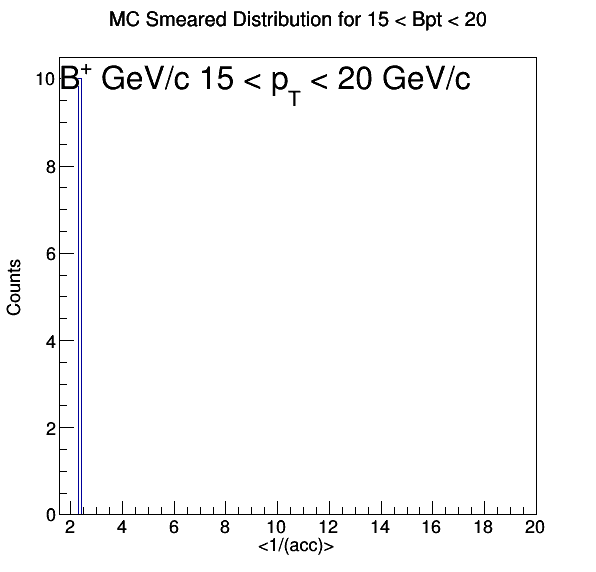 MC Smeared Distribution for 15 < Bpt < 20
B⁺ GeV/c 15 < p_T < 20 GeV/c
10
8
6
4
2
0
Counts
2 4 6 8 10 12 14 16 18 20
<1/(acc)>